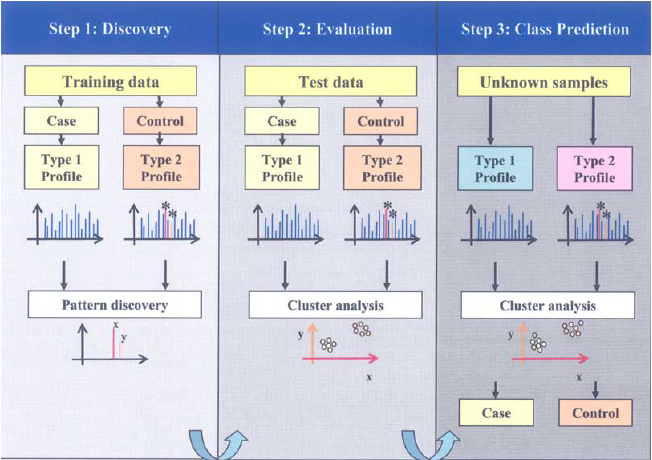 Step 1: Discovery
Training data
Case
Control
Type 1
Profile
Type 2
Profile
*
*
Pattern discovery
x
y
Step 2: Evaluation
Test data
Case
Control
Type 1
Profile
Type 2
Profile
*
*
Cluster analysis
y
x
Step 3: Class Prediction
Unknown samples
Type 1
Profile
Type 2
Profile
*
*
Cluster analysis
y
x
Case
Control